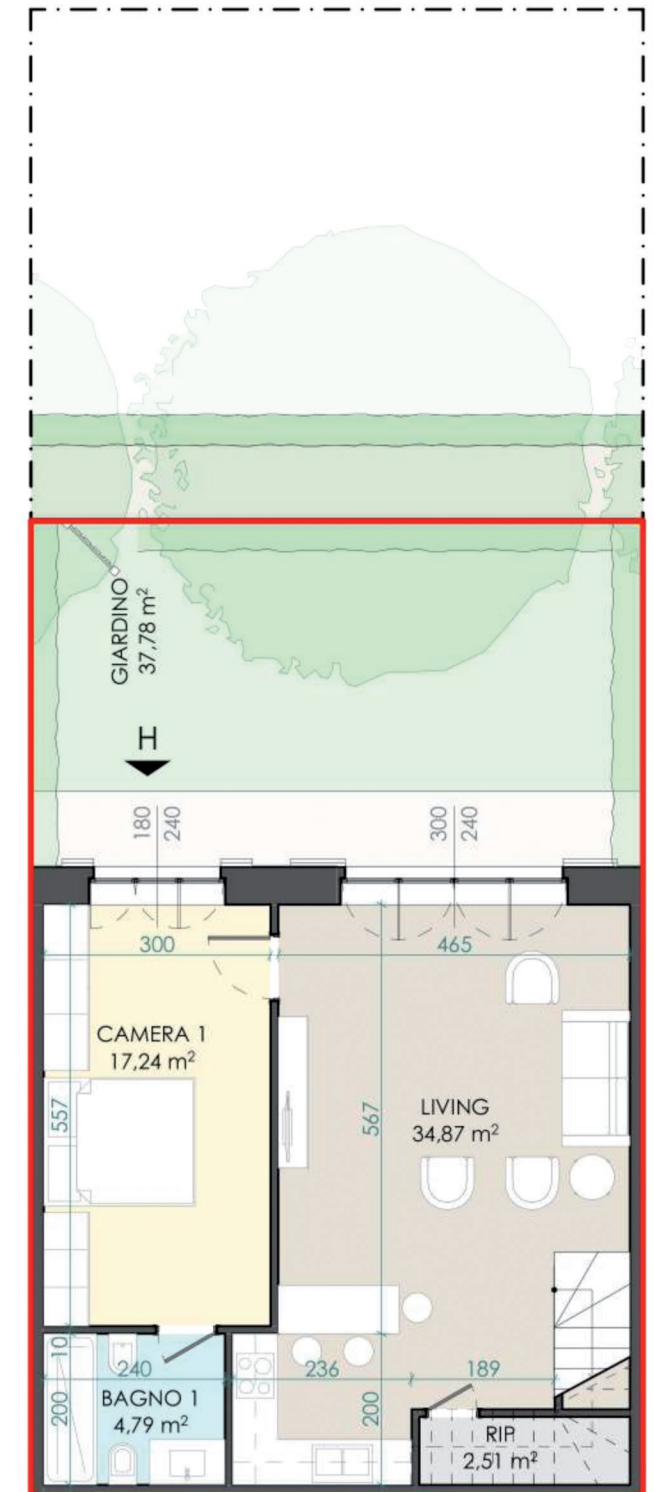 GIARDINO
37,78 m²
H
180
240
300
240
300
465
CAMERA 1
17,24 m²
557
567
LIVING
34,87 m²
10
240
236
189
200
BAGNO 1
4,79 m²
200
RIP.
2,51 m²